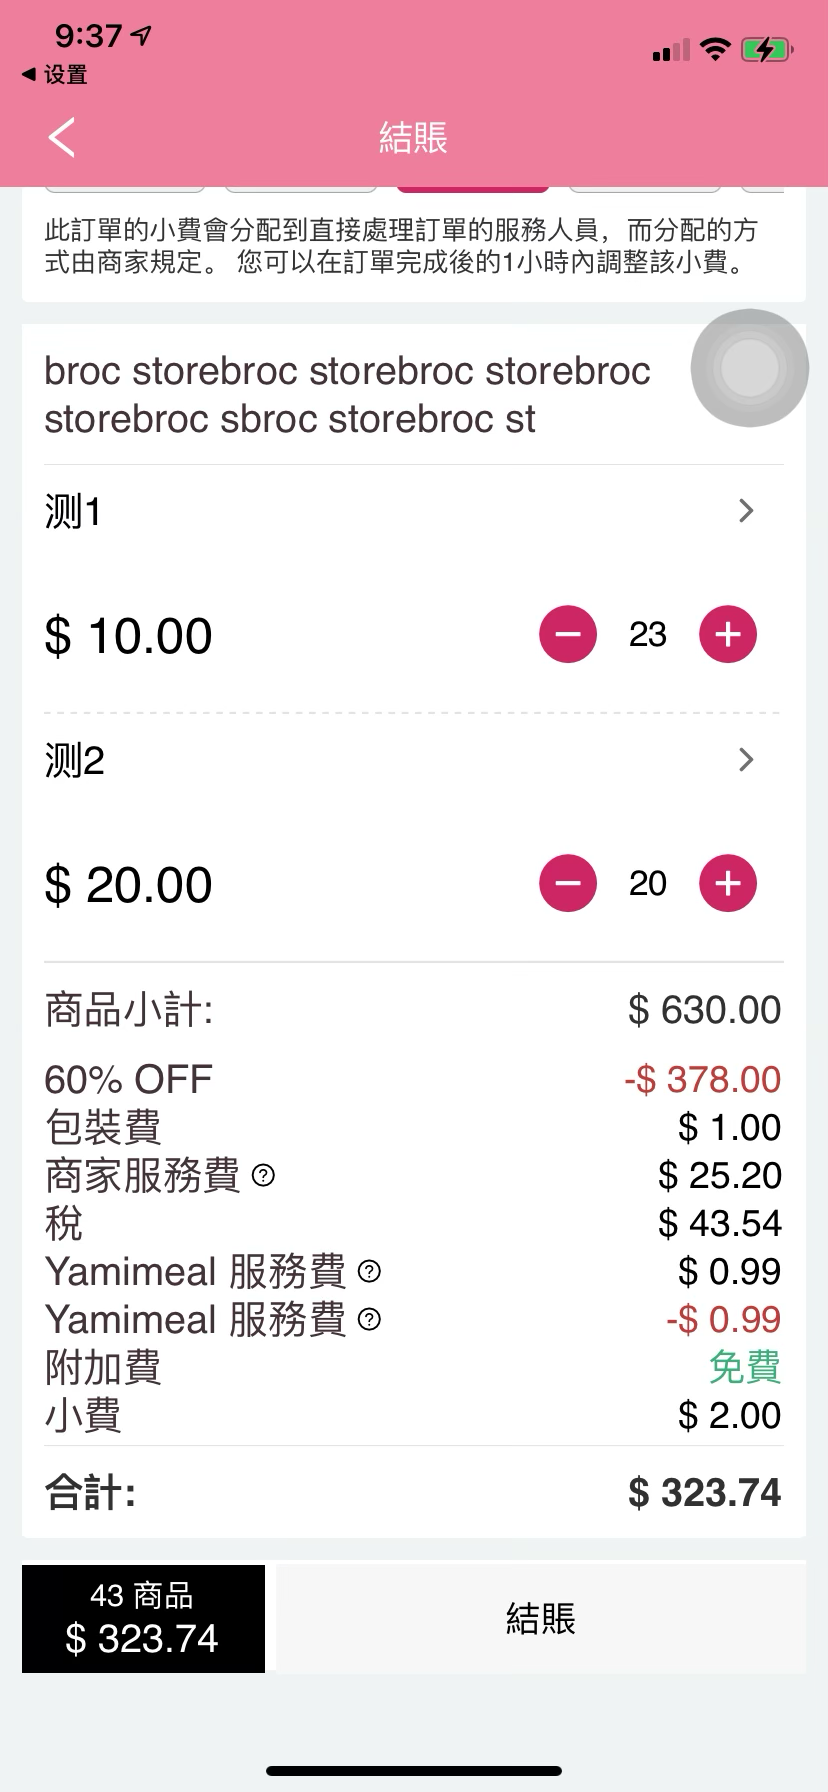 9:37
设置
結賬
此訂單的小費會分配到直接處理訂單的服務人員，而分配的方
式由商家規定。 您可以在訂單完成後的1小時內調整該小費。
broc storebroc storebroc storebroc
storebroc sbroc storebroc st
测1
$ 10.00 23
测2
$ 20.00 20
商品小計: $ 630.00
60% OFF -$ 378.00
包裝費 $ 1.00
商家服務費 ? $ 25.20
稅 $ 43.54
Yamimeal 服務費 ? $ 0.99
Yamimeal 服務費 ? -$ 0.99
附加費 免費
小費 $ 2.00
合計: $ 323.74
43 商品
$ 323.74
結賬